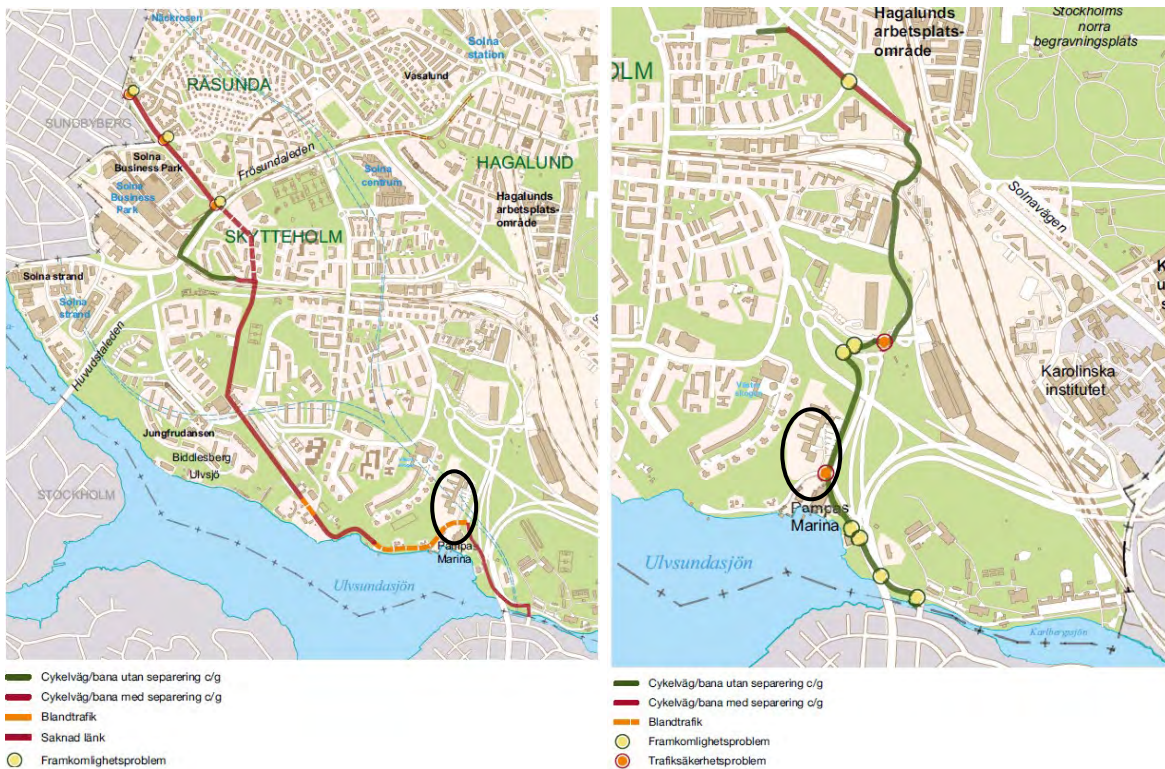 Näckrosen
RÅSUNDA
SUNDBYBERG
Solna
station
Vasalund
Solna
Business Park
Solna
Business
Park
Frösundaleden
Solna
centrum
HAGALUND
Hagalunds
arbetsplats-
område
SKYTTEHOLM
Solna strand
Solna
strand
Huvudstaleden
Jungfrudansen
Biddlesberg
Ulvsjö
STOCKHOLM
Pampas
Marina
Ulvsundasjön
Cykelväg/bana utan separering c/g
Cykelväg/bana med separering c/g
Blandtrafik
Saknad länk
Framkomlighetsproblem
Hagalunds
arbetsplats-
område
Stockholms
norra
begravningsplats
OLM
Solnavägen
K
u
Karolinska
institutet
Pampas
Marina
Ulvsundasjön
Karlbergssjön
Cykelväg/bana utan separering c/g
Cykelväg/bana med separering c/g
Blandtrafik
Framkomlighetsproblem
Trafiksäkerhetsproblem